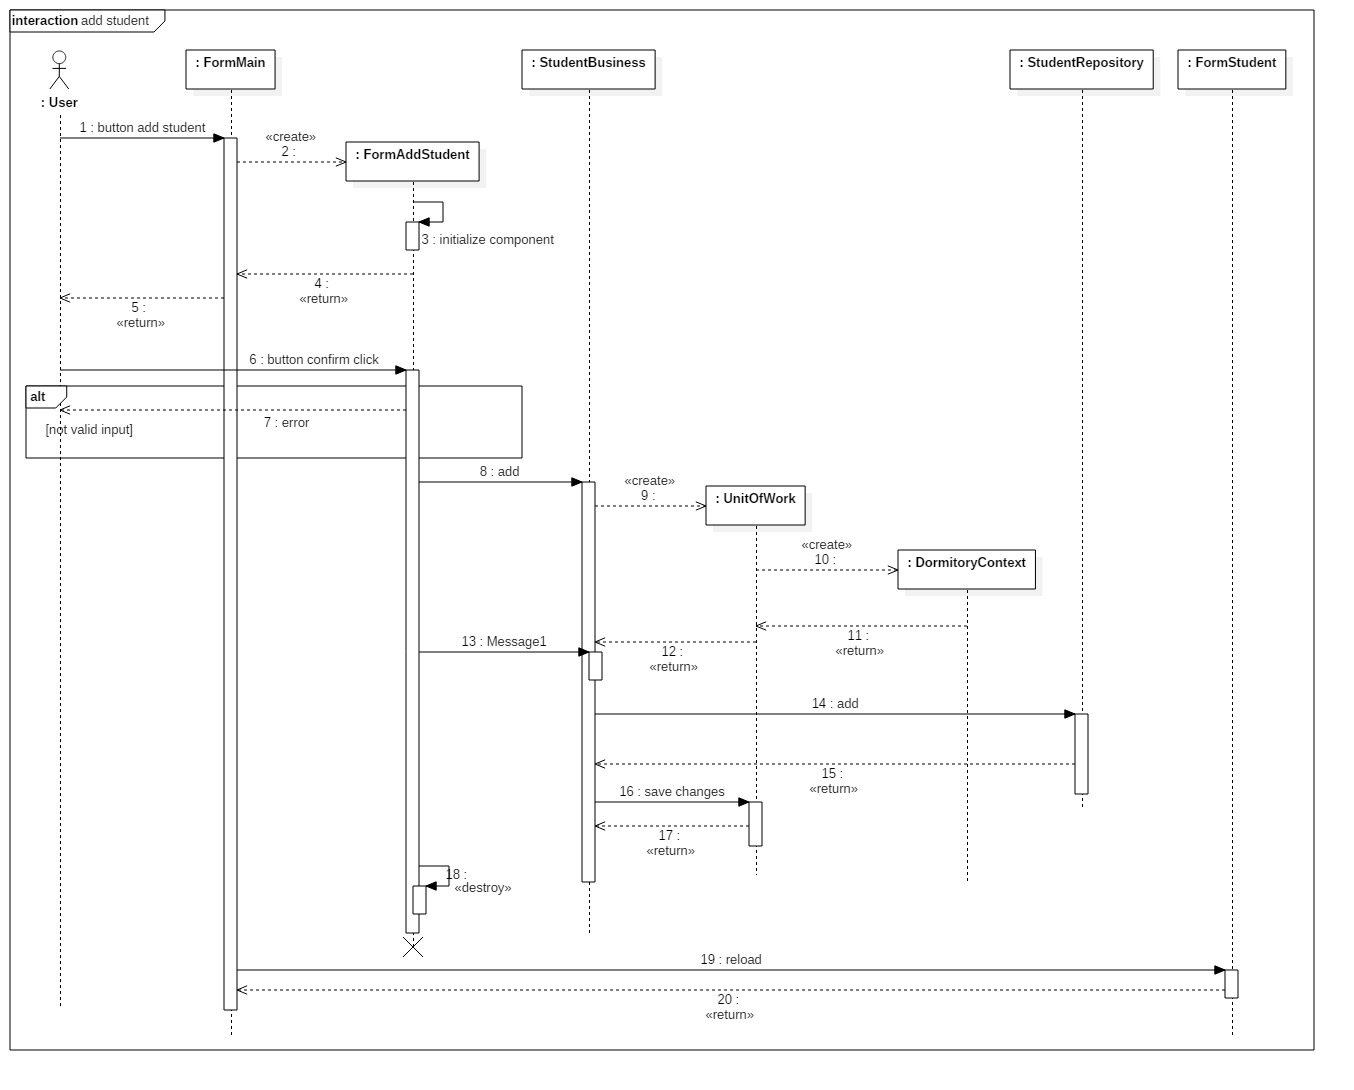 interaction add student
: User
: FormMain
: StudentBusiness
: StudentRepository
: FormStudent
1 : button add student
«create»
2 :
: FormAddStudent
3 : initialize component
4 :
«return»
5 :
«return»
6 : button confirm click
alt
7 : error
[not valid input]
8 : add
«create»
9 :
: UnitOfWork
«create»
10 :
: DormitoryContext
11 :
«return»
13 : Message1
12 :
«return»
14 : add
15 :
«return»
16 : save changes
17 :
«return»
18 :
«destroy»
19 : reload
20 :
«return»